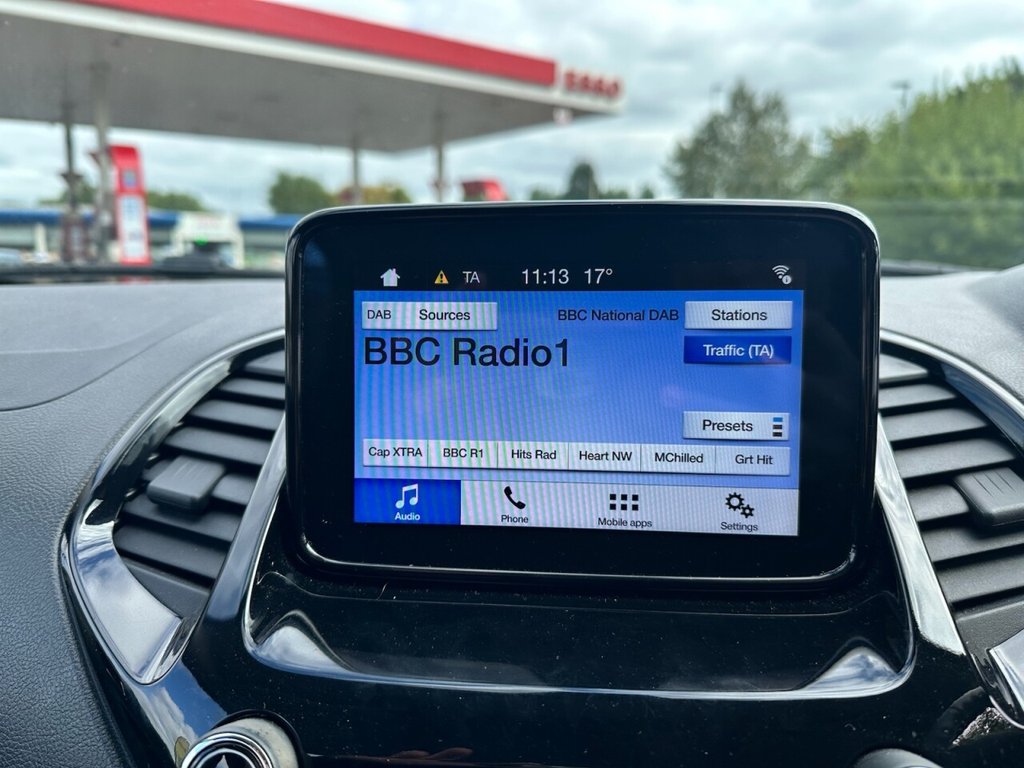 ESSO
TA 11:13 17°
DAB Sources BBC National DAB Stations
BBC Radio1
Traffic (TA)
Presets
Cap XTRA BBC R1 Hits Rad Heart NW MChilled Grt Hit
Audio Phone Mobile apps Settings